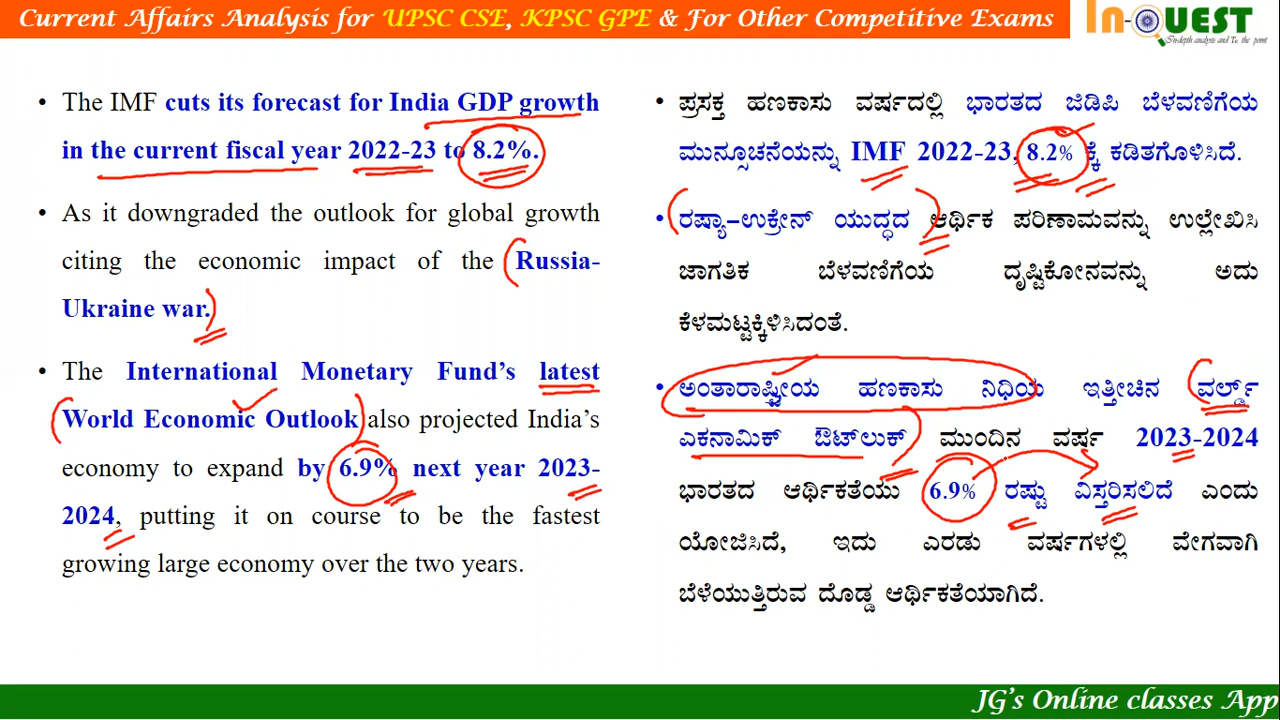 Current Affairs Analysis for UPSC CSE, KPSC GPE & For Other Competitive Exams
In-QUEST
In-depth analysis and To the point
• The IMF cuts its forecast for India GDP growth
in the current fiscal year 2022-23 to 8.2%.
• As it downgraded the outlook for global growth
citing the economic impact of the Russia-
Ukraine war.
• The International Monetary Fund's latest
World Economic Outlook also projected India's
economy to expand by 6.9% next year 2023-
2024, putting it on course to be the fastest
growing large economy over the two years.
• ಪ್ರಸಕ್ತ ಹಣಕಾಸು ವರ್ಷದಲ್ಲಿ ಭಾರತದ ಜಿಡಿಪಿ ಬೆಳವಣಿಗೆಯ
ಮುನ್ಸೂಚನೆಯನ್ನು IMF 2022-23, 8.2% ಕ್ಕೆ ಕಡಿತಗೊಳಿಸಿದೆ.
• ರಷ್ಯಾ-ಉಕ್ರೇನ್ ಯುದ್ಧದ ಆರ್ಥಿಕ ಪರಿಣಾಮವನ್ನು ಉಲ್ಲೇಖಿಸಿ
ಜಾಗತಿಕ ಬೆಳವಣಿಗೆಯ ದೃಷ್ಟಿಕೋನವನ್ನು ಅದು
ಕೆಳಮಟ್ಟಕ್ಕಿಳಿಸಿದಂತೆ.
• ಅಂತಾರಾಷ್ಟ್ರೀಯ ಹಣಕಾಸು ನಿಧಿಯ ಇತ್ತೀಚಿನ ವರ್ಲ್ಡ್
ಎಕನಾಮಿಕ್ ಔಟ್‌ಲುಕ್ ಮುಂದಿನ ವರ್ಷ 2023-2024
ಭಾರತದ ಆರ್ಥಿಕತೆಯು 6.9% ರಷ್ಟು ವಿಸ್ತರಿಸಲಿದೆ ಎಂದು
ಯೋಜಿಸಿದೆ, ಇದು ಎರಡು ವರ್ಷಗಳಲ್ಲಿ ವೇಗವಾಗಿ
ಬೆಳೆಯುತ್ತಿರುವ ದೊಡ್ಡ ಆರ್ಥಿಕತೆಯಾಗಿದೆ.
JG's Online classes App